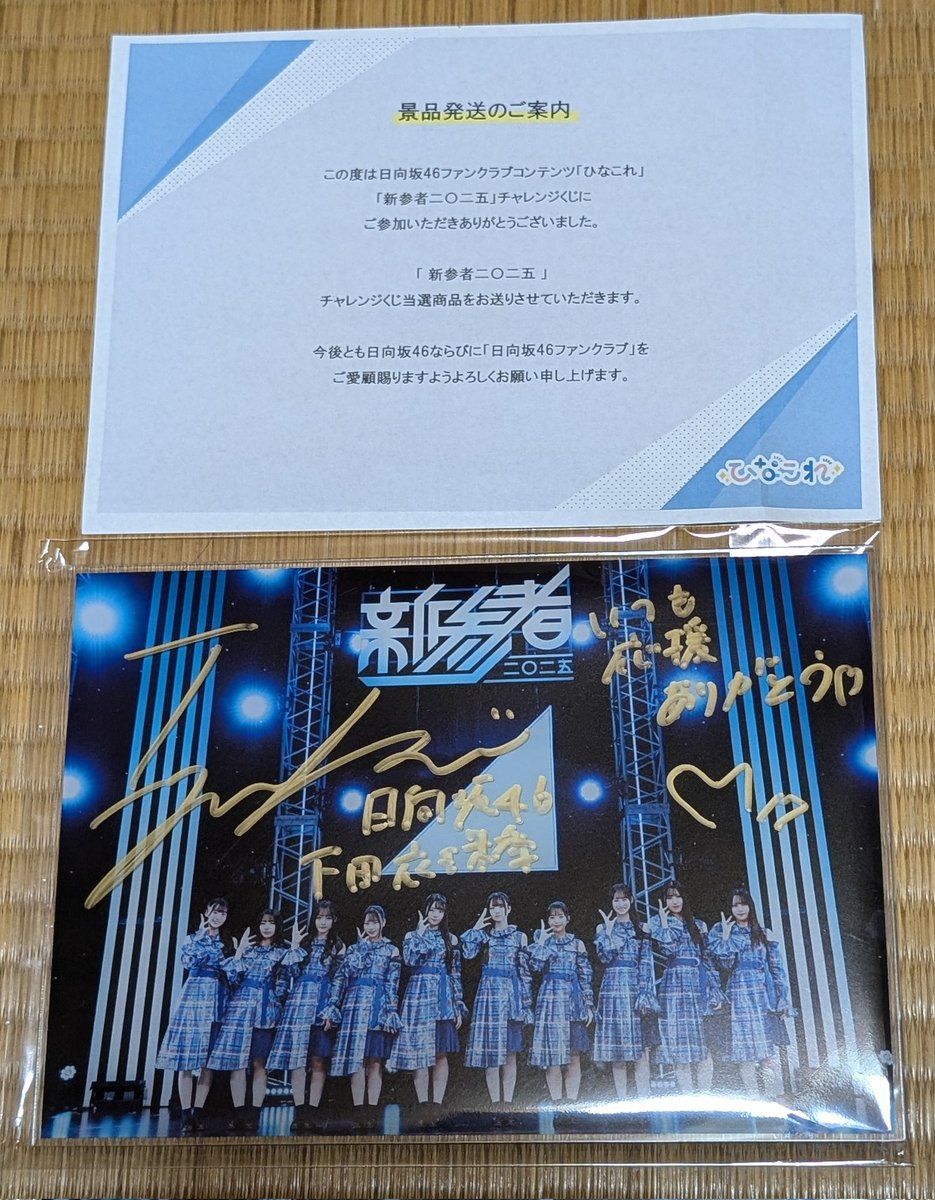 景品発送のご案内
この度は日向坂46ファンクラブコンテンツ「ひなこれ」
「新参者二〇二五」チャレンジくじに
ご参加いただきありがとうございました。
「 新参者二〇二五 」
チャレンジくじ当選商品をお送りさせていただきます。
今後とも日向坂46ならびに「日向坂46ファンクラブ」を
ご愛顧賜りますようよろしくお願い申し上げます。
ひなこれ
新参者
二〇二五
いつも
応援
ありがとう♡
日向坂46
下田衣珠季